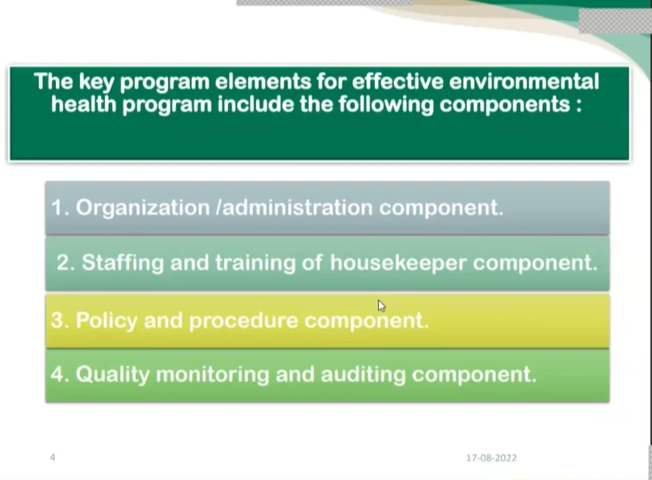 The key program elements for effective environmental
health program include the following components :
1. Organization /administration component.
2. Staffing and training of housekeeper component.
3. Policy and procedure component.
4. Quality monitoring and auditing component.
4
17-08-2022